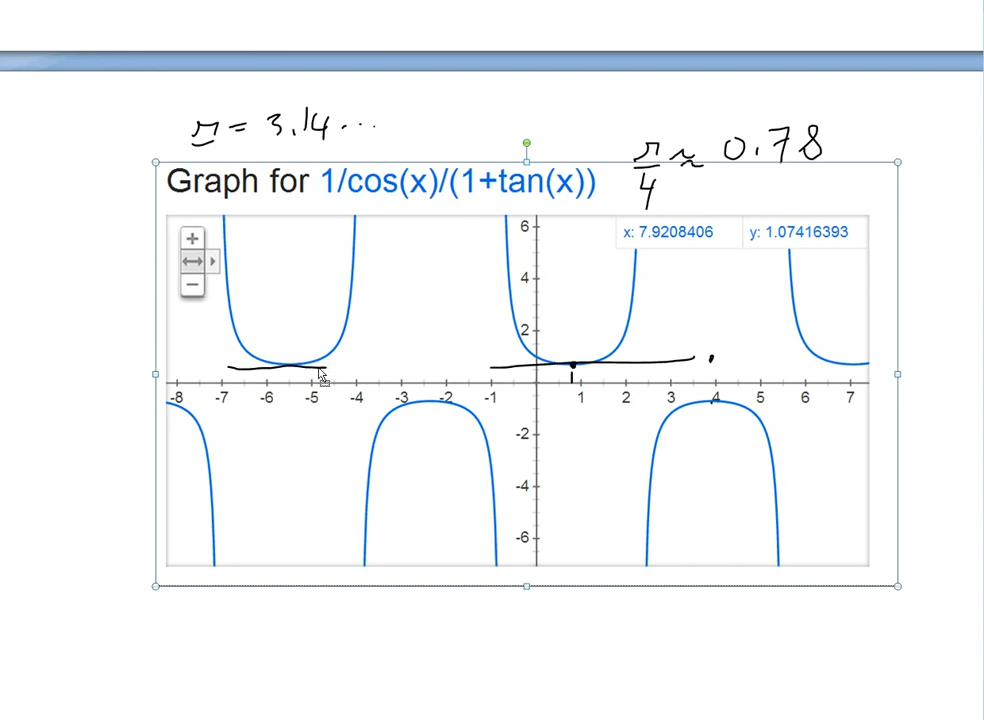 π = 3.14...
π/4 ≈ 0.78
Graph for 1/cos(x)/(1+tan(x))
x: 7.9208406 y: 1.07416393
+
−
6
4
2
-8 -7 -6 -5 -4 -3 -2 -1 1 2 3 4 5 6 7
-2
-4
-6